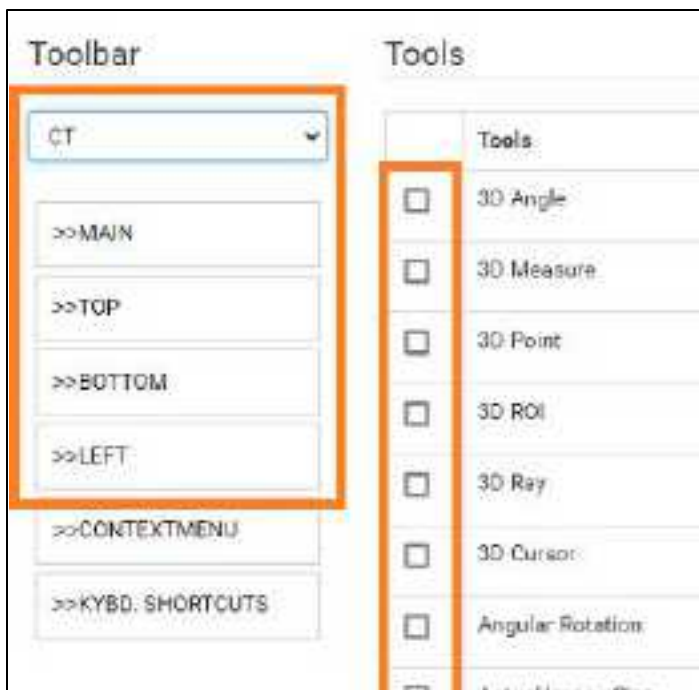 Toolbar
CT
>>MAIN
>>TOP
>>BOTTOM
>>LEFT
>>CONTEXTMENU
>>KYBD. SHORTCUTS
Tools
Tools
3D Angle
3D Measure
3D Point
3D ROI
3D Ray
3D Cursor
Angular Rotation